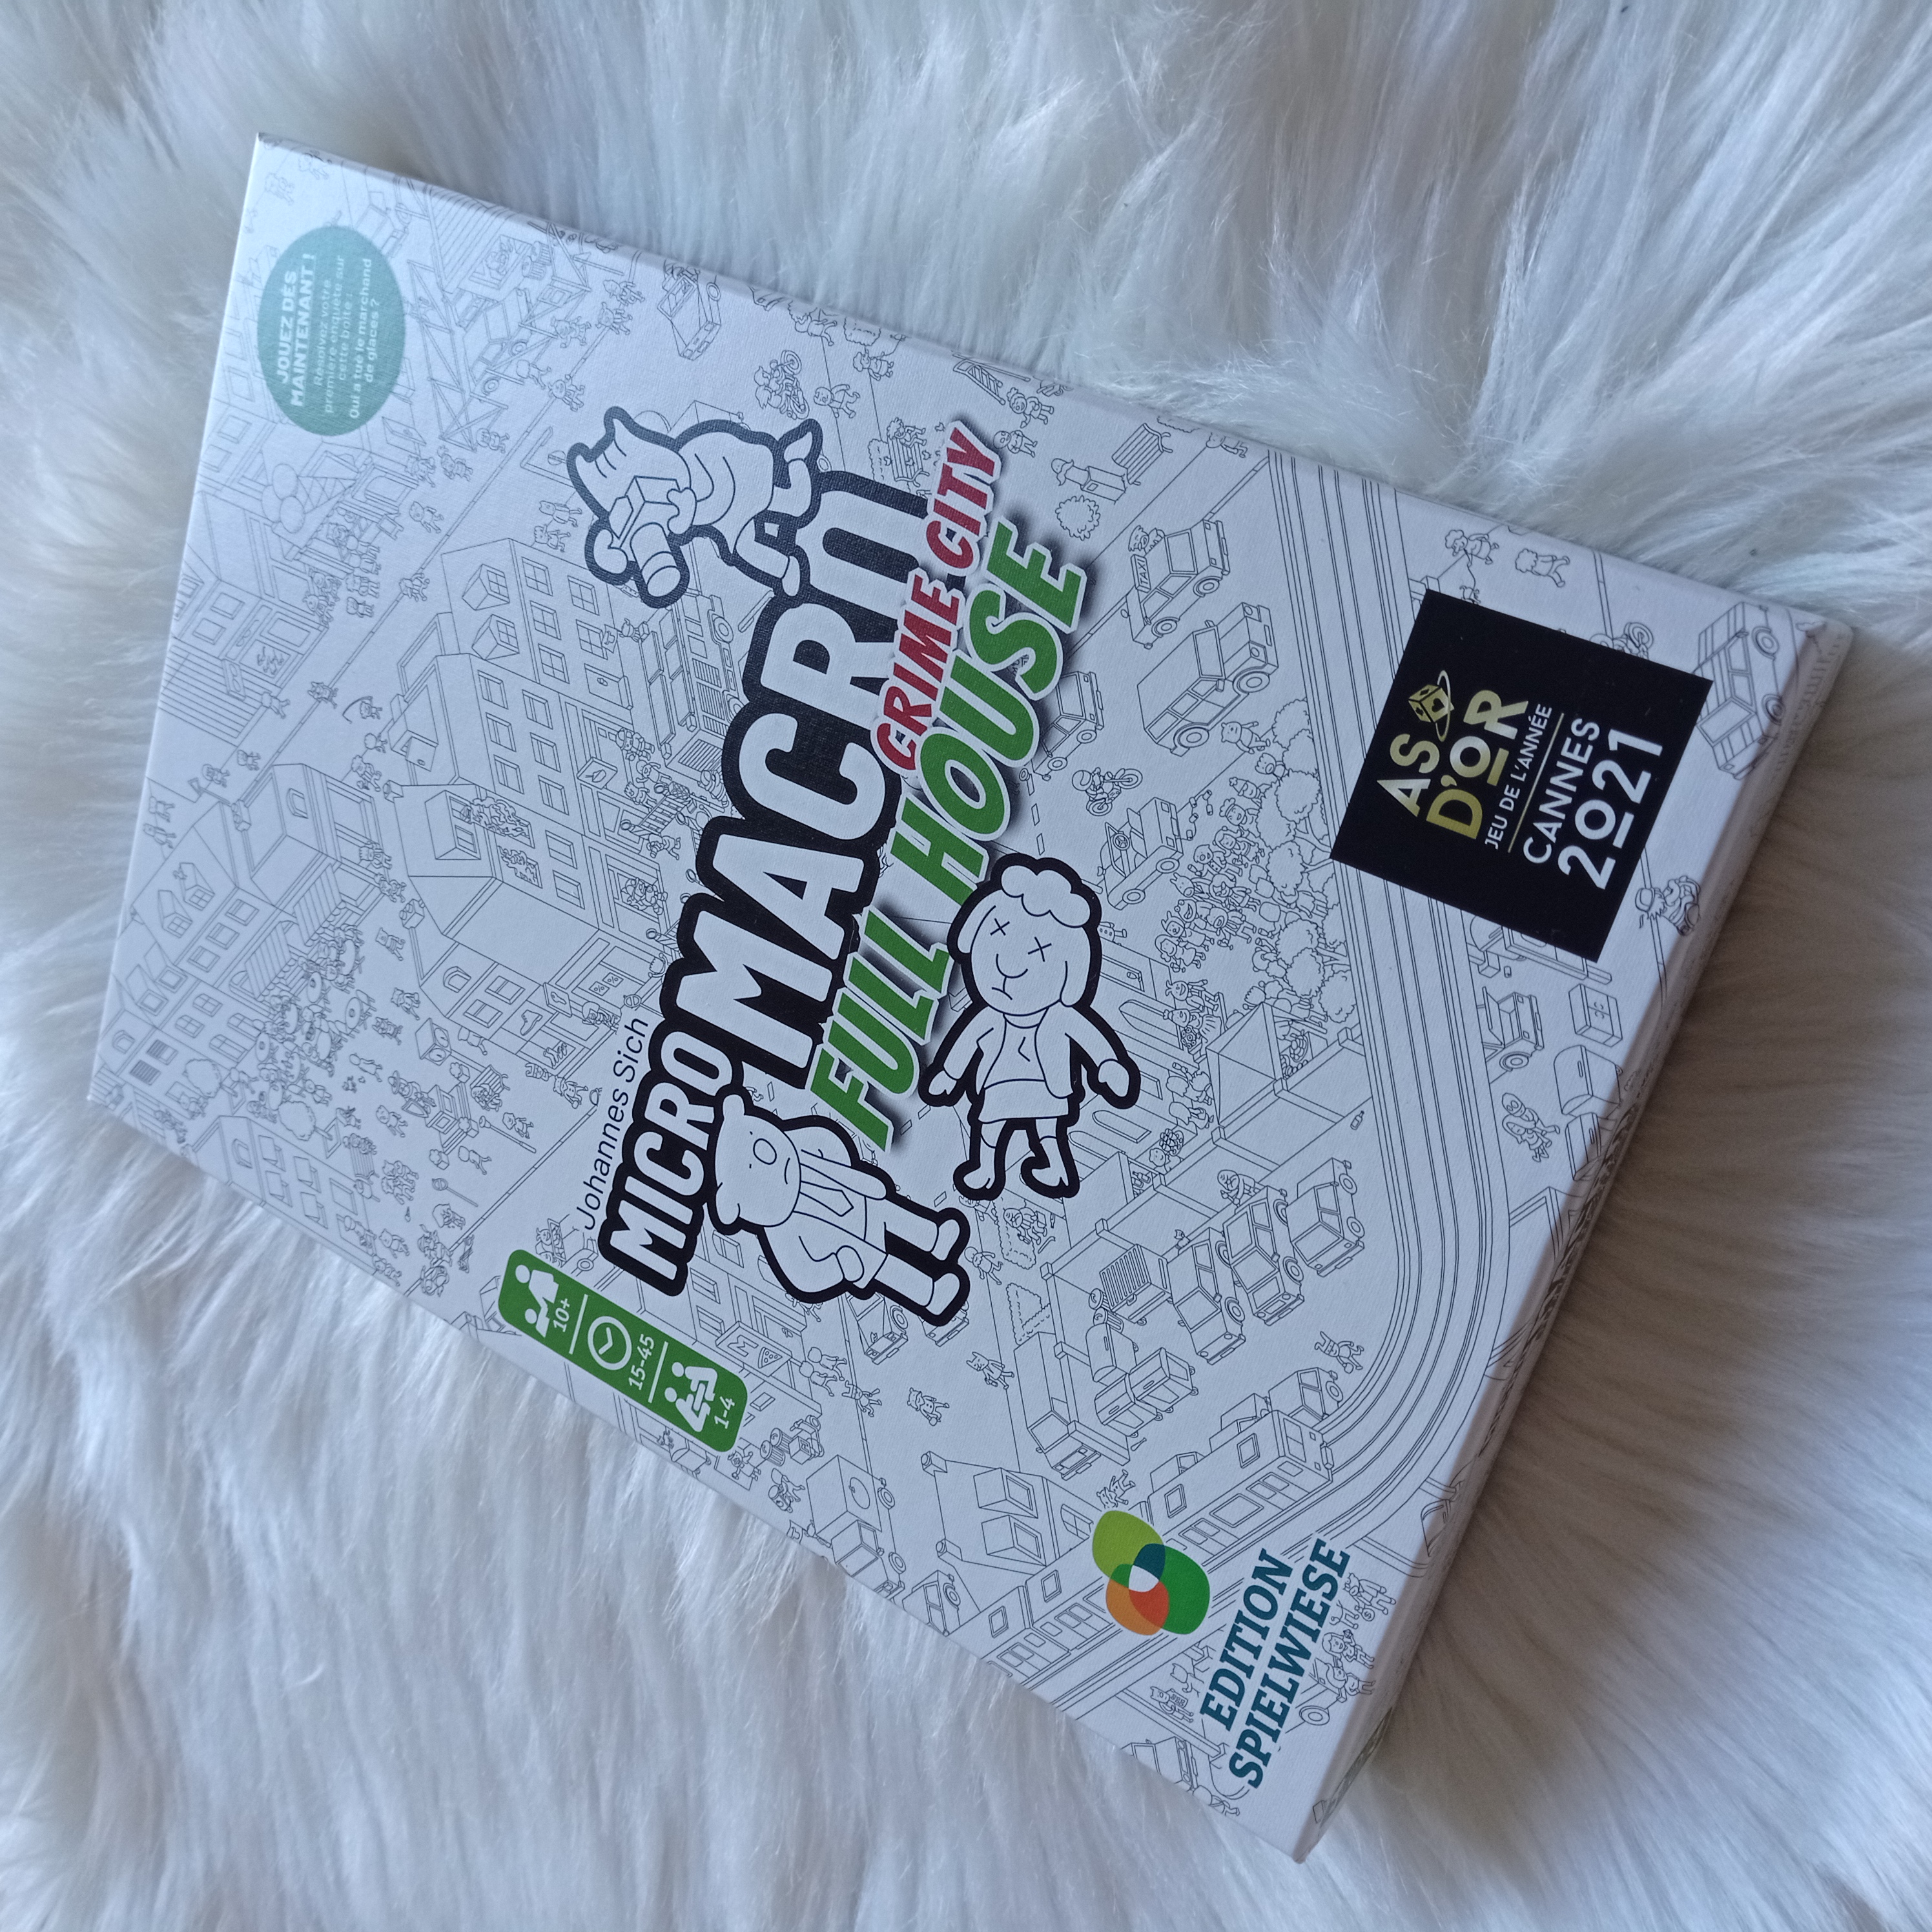 JOUEZ DÈS
MAINTENANT !
Résolvez votre
première enquête sur
cette boîte :
Qui a tué le marchand
de glaces ?
10+
15-45
1-4
Johannes Sich
MICRO MACRO
CRIME CITY
FULL HOUSE
TAXI
EDITION
SPIELWIESE
AS
D'OR
JEU DE L'ANNÉE
CANNES
2021